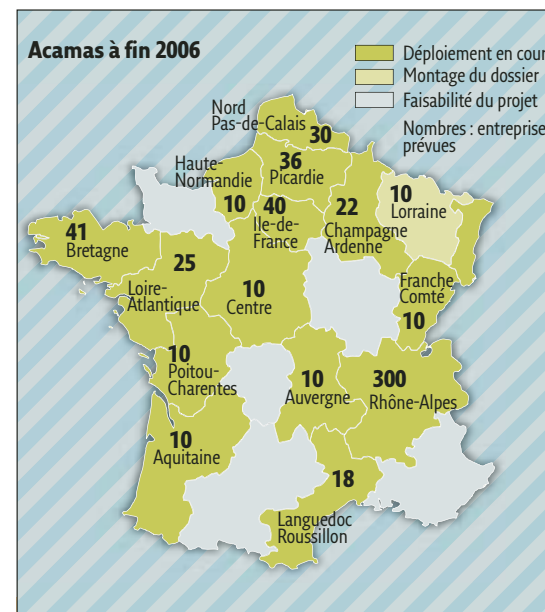 Acamas à fin 2006
Déploiement en cour
Montage du dossier
Faisabilité du projet
Nombres : entreprise
prévues
Nord
Pas-de-Calais
30
36
Picardie
Haute-
Normandie
10
40
Ile-de-
France
22
Champagne
Ardenne
10
Lorraine
41
Bretagne
25
Loire-
Atlantique
10
Centre
Franche
Comté
10
10
Poitou-
Charentes
10
Auvergne
300
Rhône-Alpes
10
Aquitaine
18
Languedoc
Roussillon